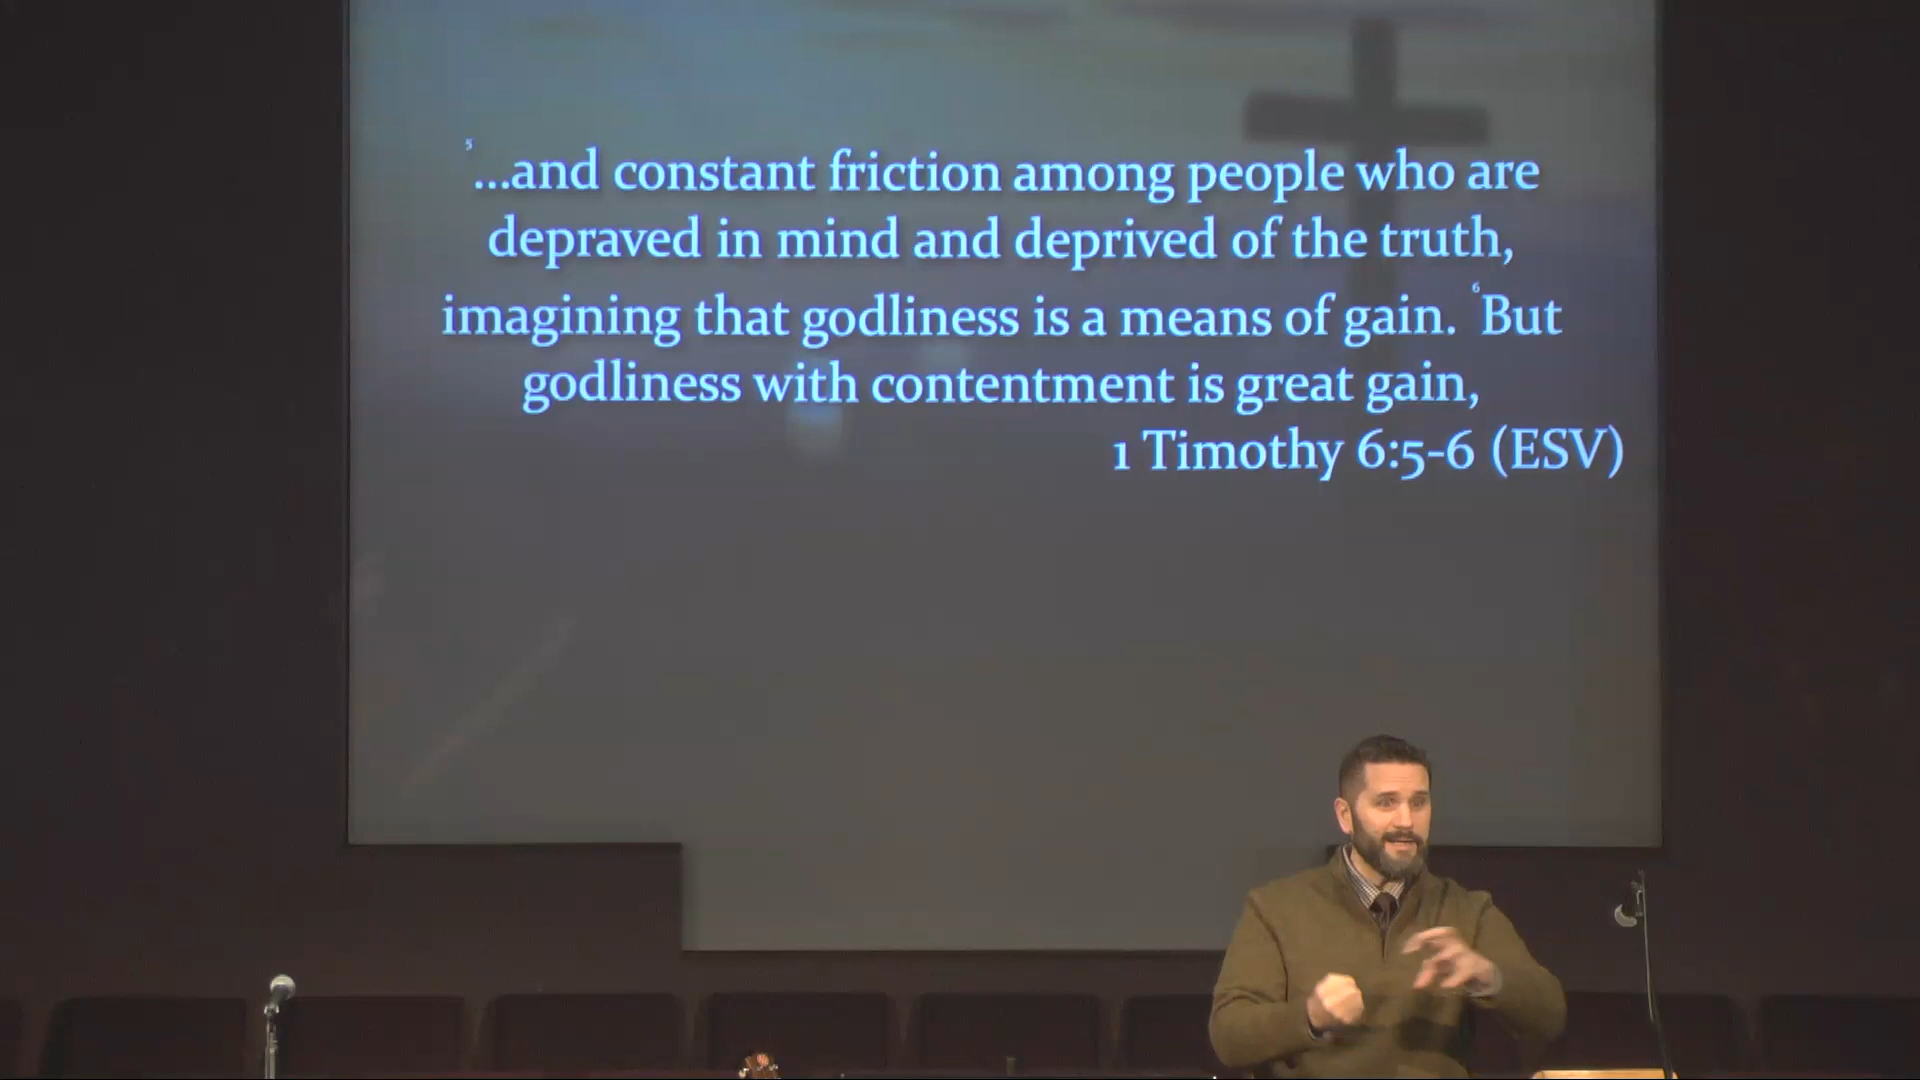 ⁵ ...and constant friction among people who are
depraved in mind and deprived of the truth,
imagining that godliness is a means of gain. ⁶But
godliness with contentment is great gain,
1 Timothy 6:5-6 (ESV)